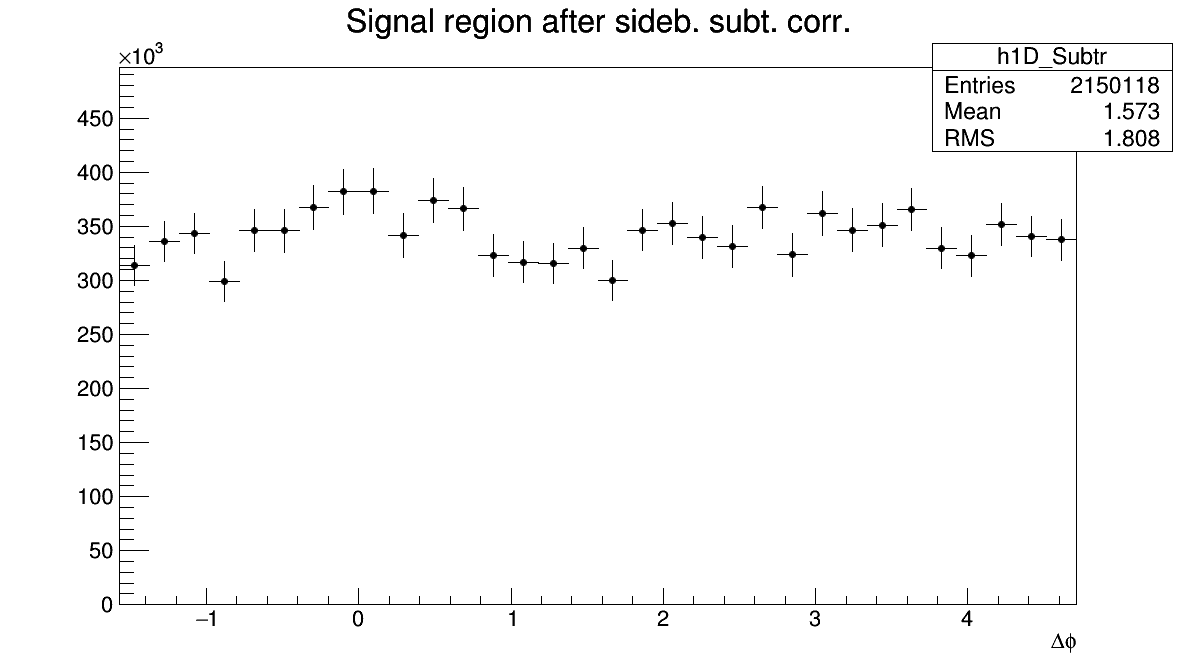 Signal region after sideb. subt. corr.
×10³
h1D_Subtr
Entries 2150118
Mean 1.573
RMS 1.808
450
400
350
300
250
200
150
100
50
0
−1 0 1 2 3 4
Δϕ